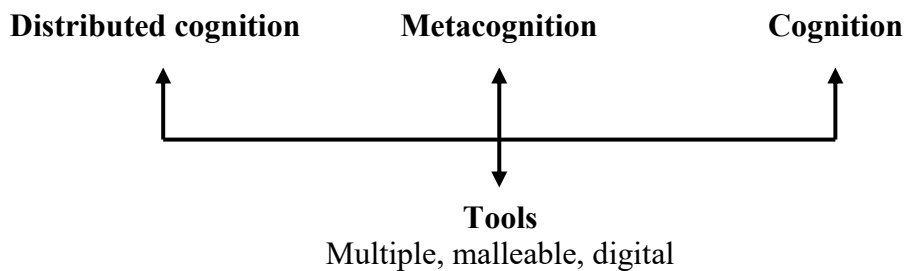 Distributed cognition Metacognition Cognition
Tools
Multiple, malleable, digital